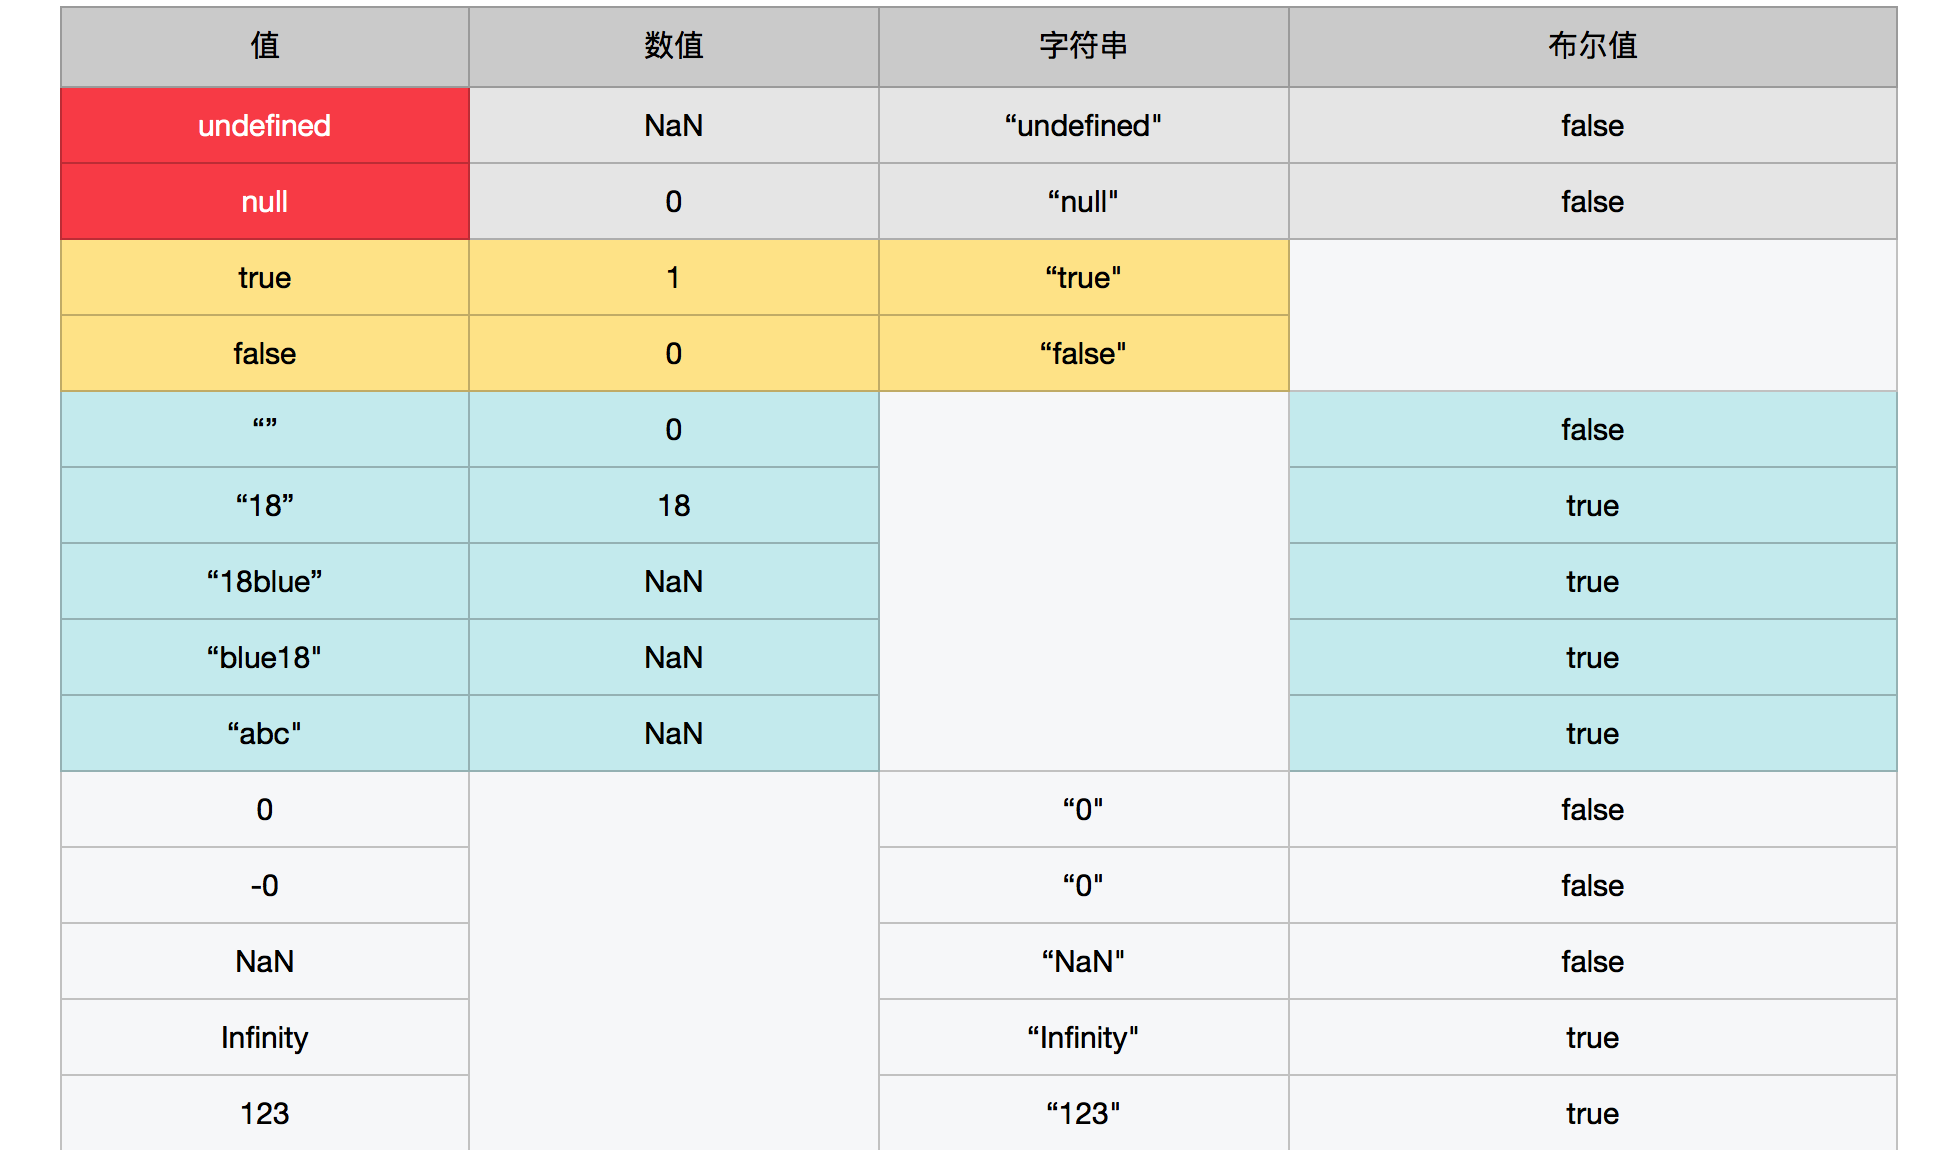 值 数值 字符串 布尔值
undefined NaN “undefined" false
null 0 “null" false
true 1 “true"
false 0 “false"
“” 0 false
“18” 18 true
“18blue” NaN true
“blue18" NaN true
“abc" NaN true
0 “0" false
-0 “0" false
NaN “NaN" false
Infinity “Infinity" true
123 “123" true